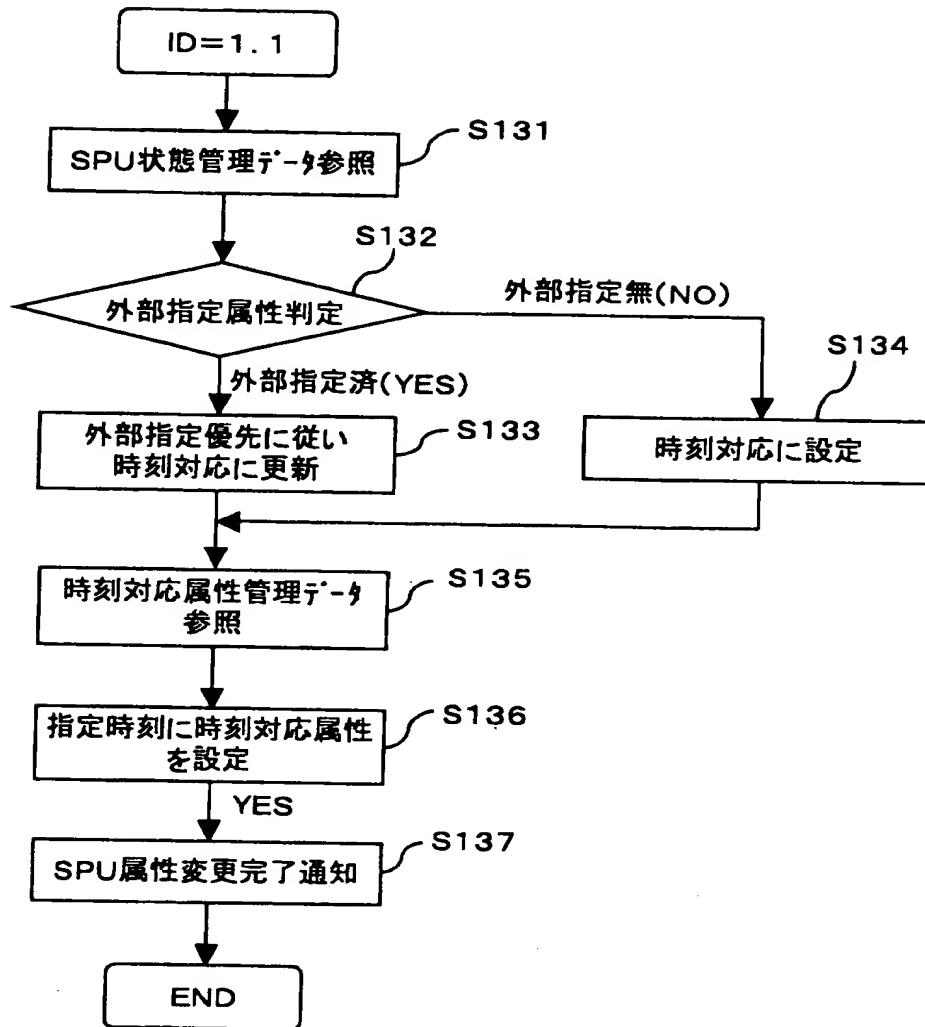 ID=1.1
S131
SPU状態管理データ参照
S132
外部指定属性判定
外部指定無(NO)
S134
外部指定済(YES)
外部指定優先に従い
時刻対応に更新
S133
時刻対応に設定
時刻対応属性管理データ
参照
S135
指定時刻に時刻対応属性
を設定
S136
YES
S137
SPU属性変更完了通知
END